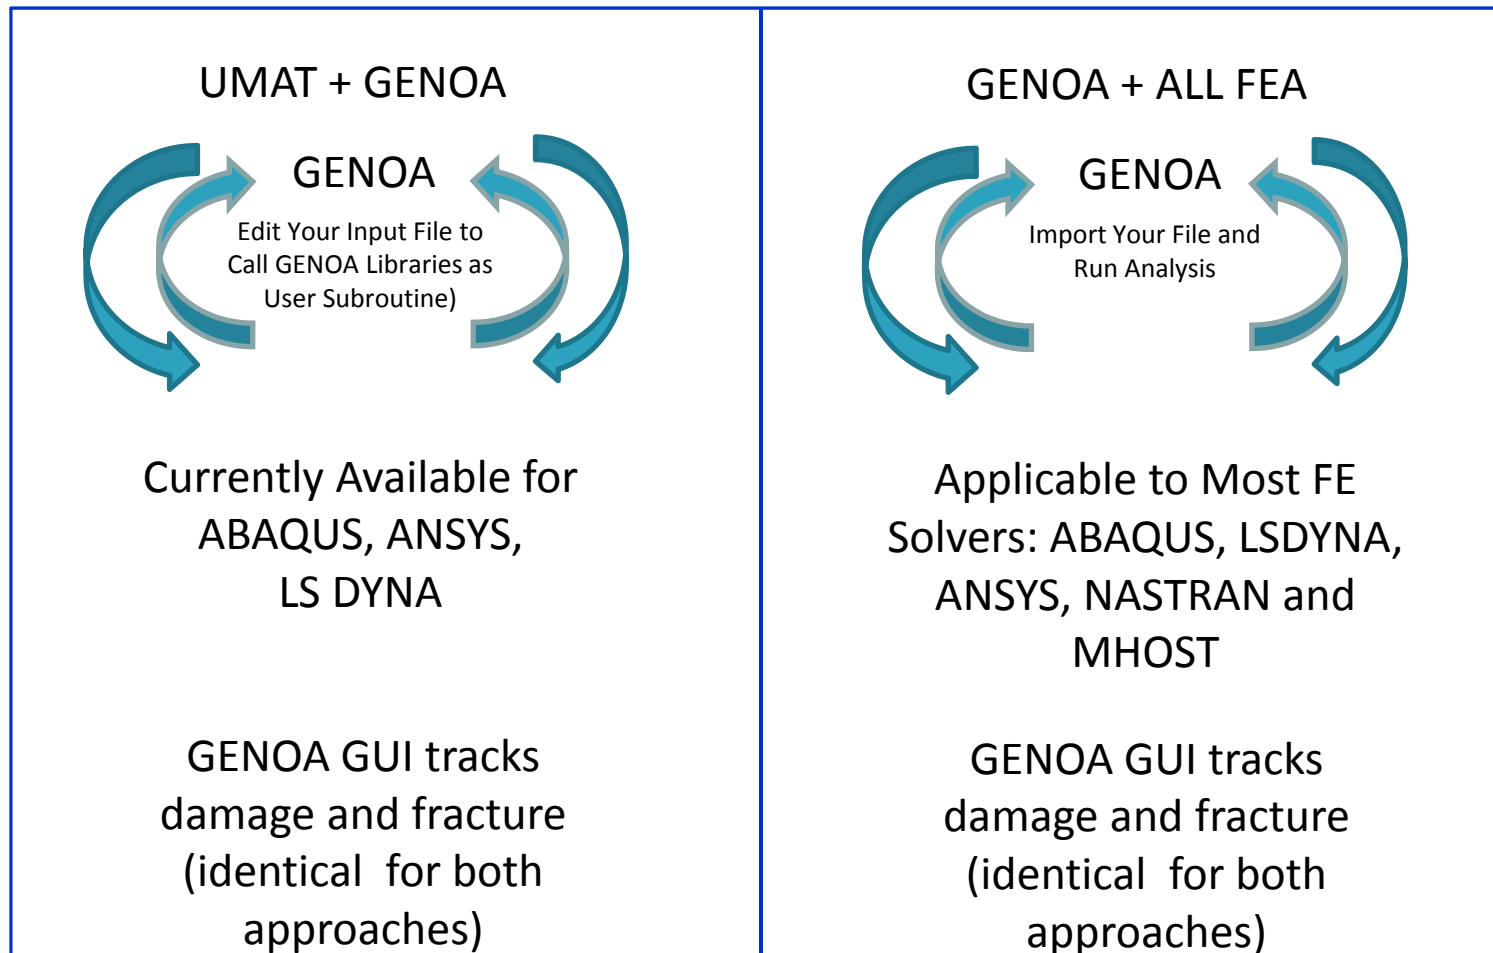 UMAT + GENOA
GENOA
Edit Your Input File to
Call GENOA Libraries as
User Subroutine)
Currently Available for
ABAQUS, ANSYS,
LS DYNA
GENOA GUI tracks
damage and fracture
(identical  for both
approaches)
GENOA + ALL FEA
GENOA
Import Your File and
Run Analysis
Applicable to Most FE
Solvers: ABAQUS, LSDYNA,
ANSYS, NASTRAN and
MHOST
GENOA GUI tracks
damage and fracture
(identical  for both
approaches)